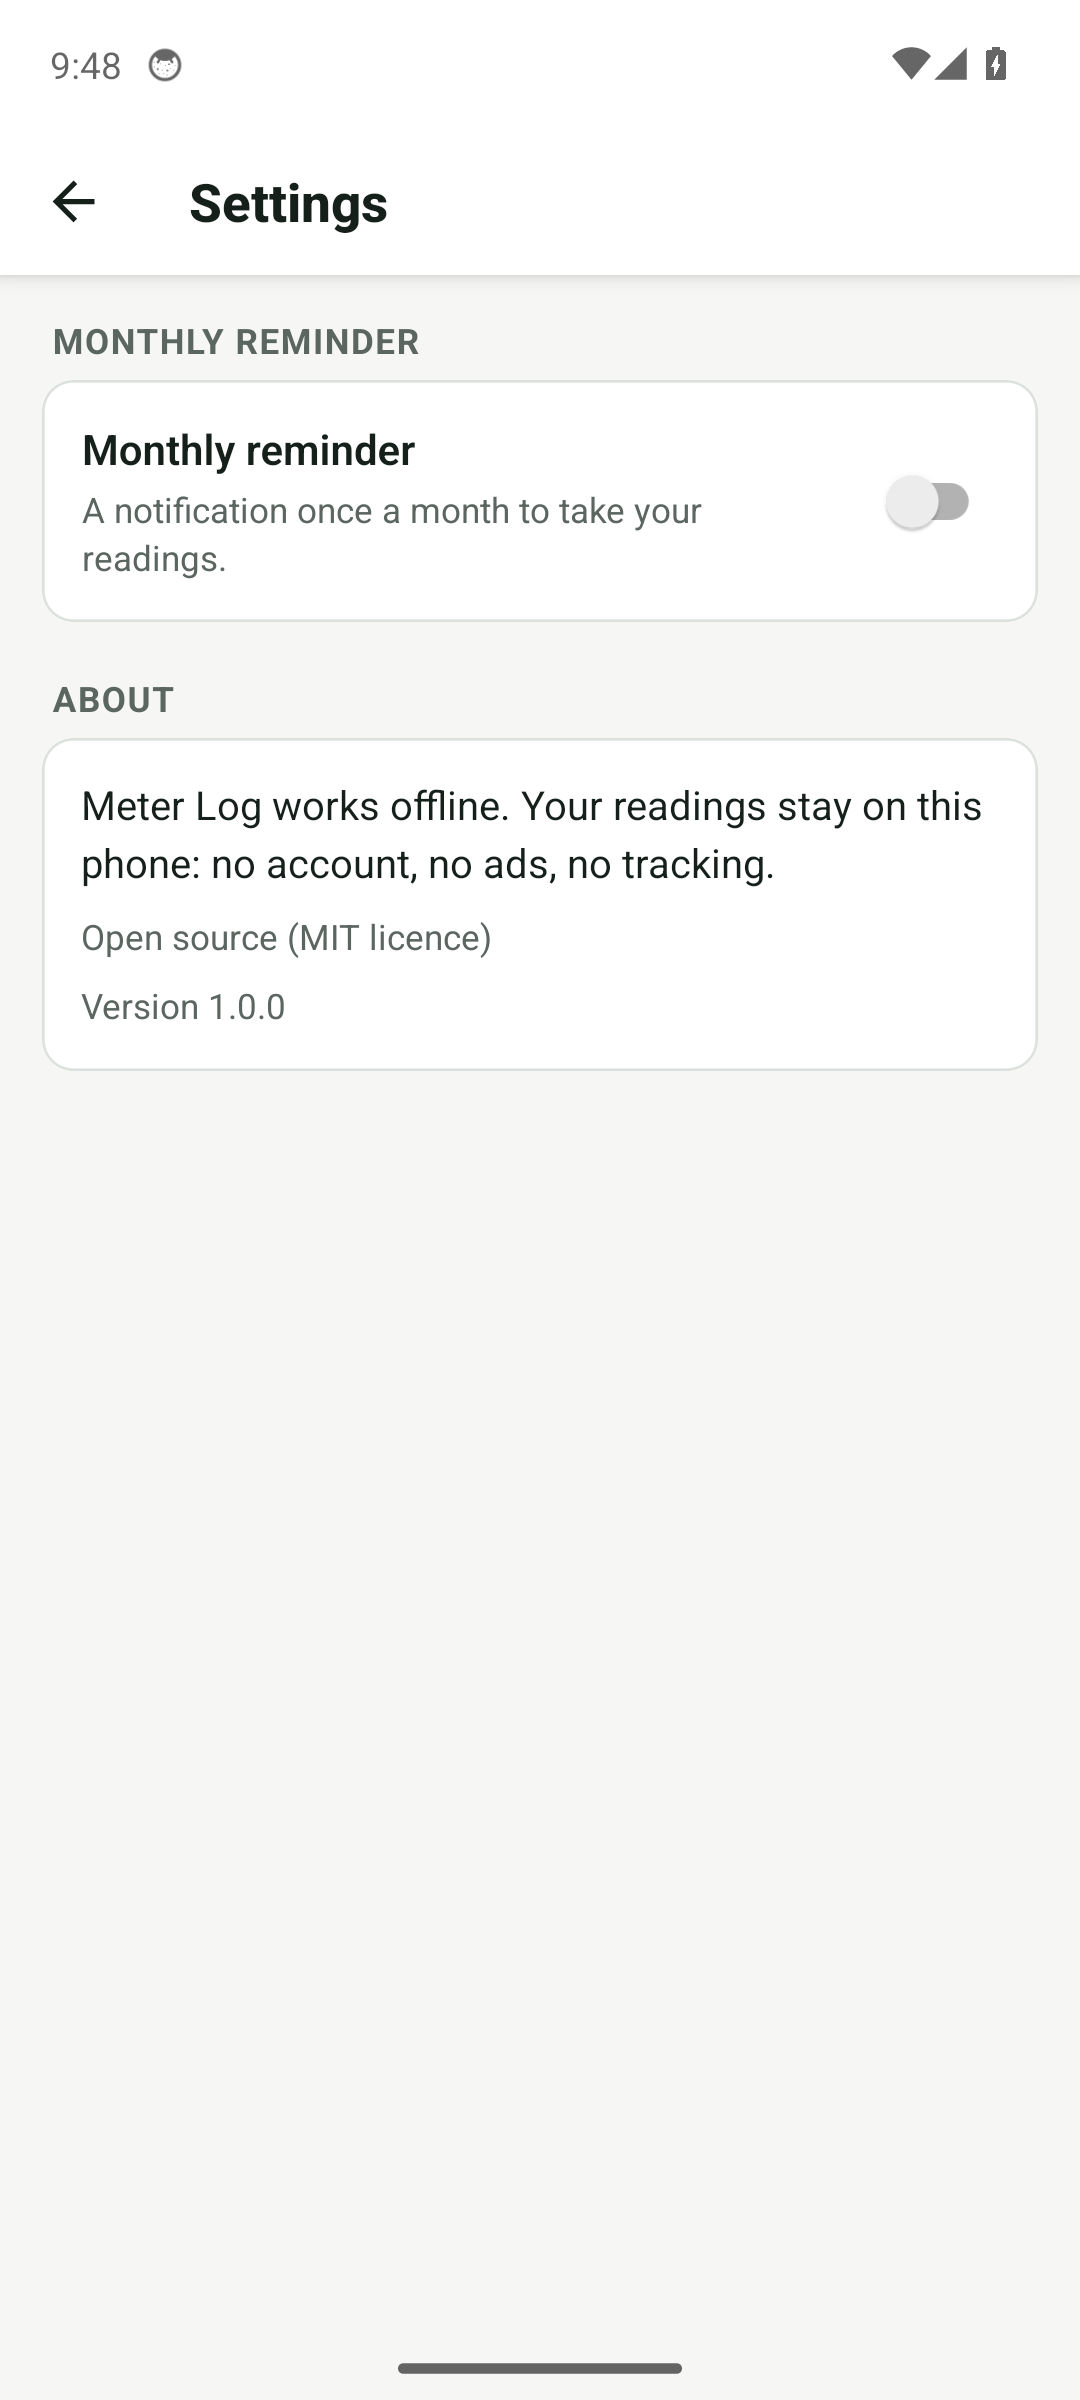 9:48
Settings
MONTHLY REMINDER
Monthly reminder
A notification once a month to take your
readings.
ABOUT
Meter Log works offline. Your readings stay on this
phone: no account, no ads, no tracking.
Open source (MIT licence)
Version 1.0.0